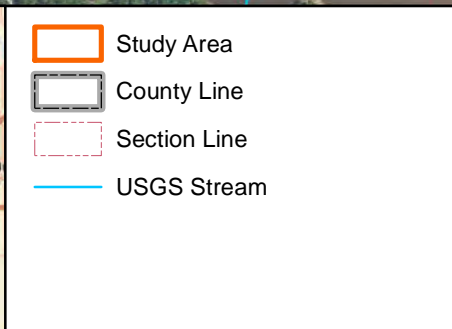 Study Area
County Line
Section Line
USGS Stream